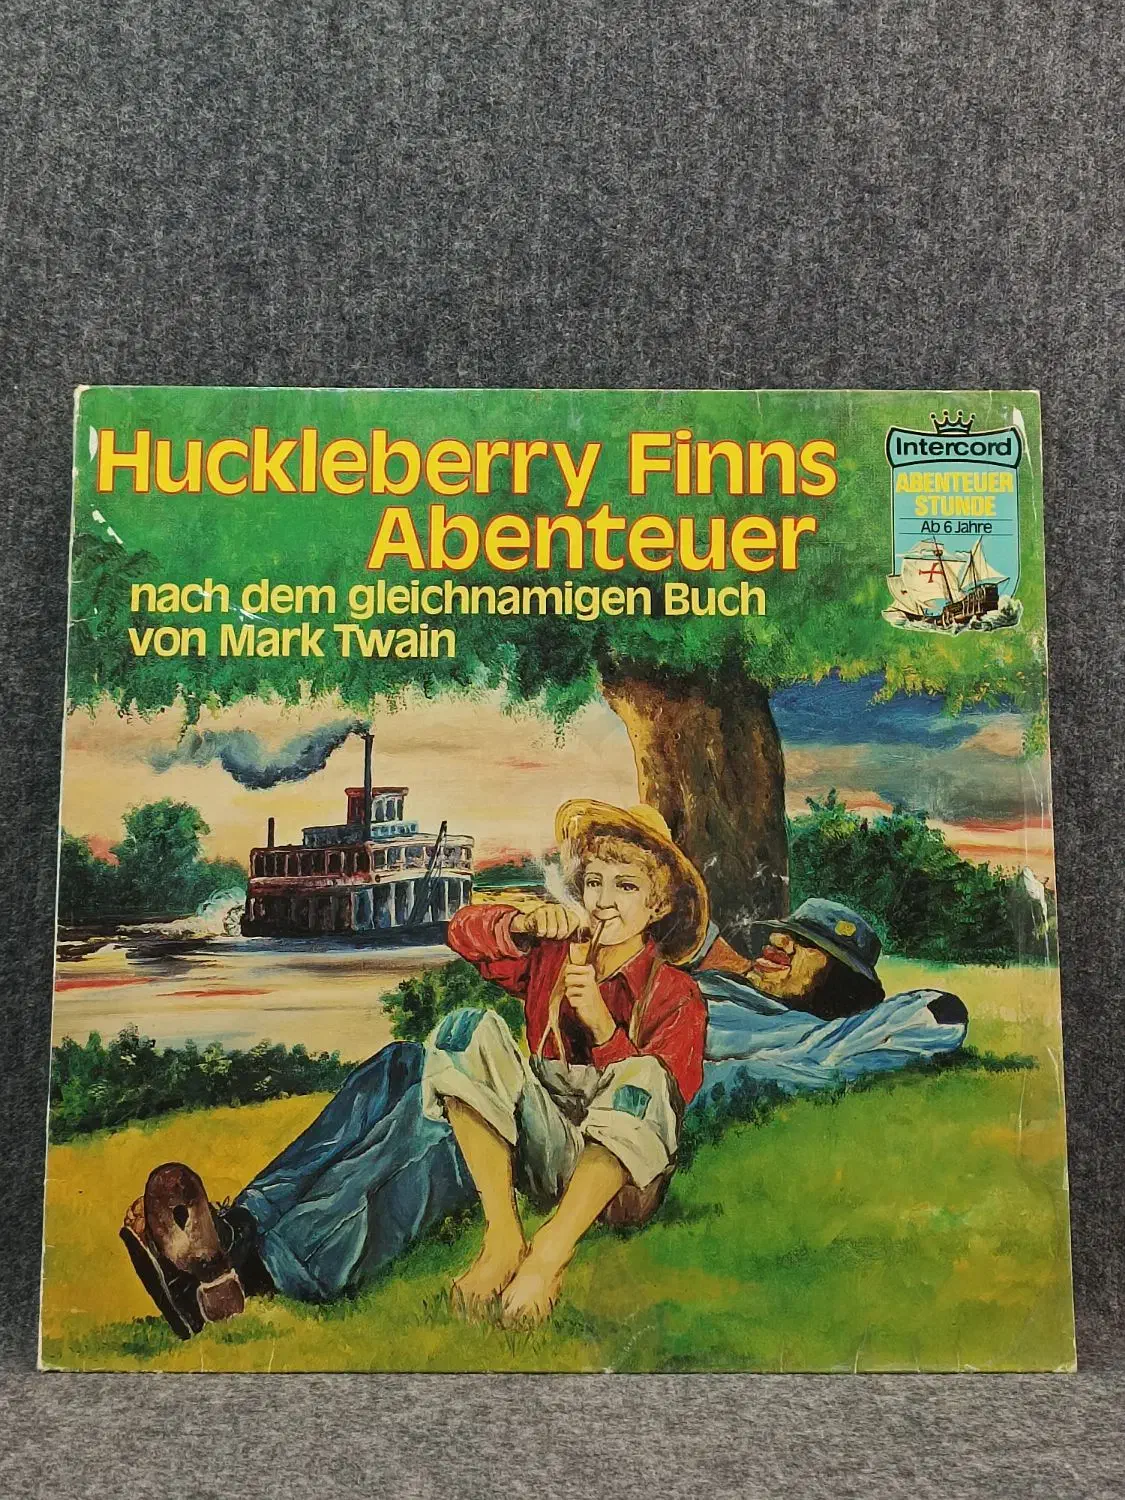 Huckleberry Finns
Abenteuer
nach dem gleichnamigen Buch
von Mark Twain
Intercord
ABENTEUER
STUNDE
Ab 6 Jahre